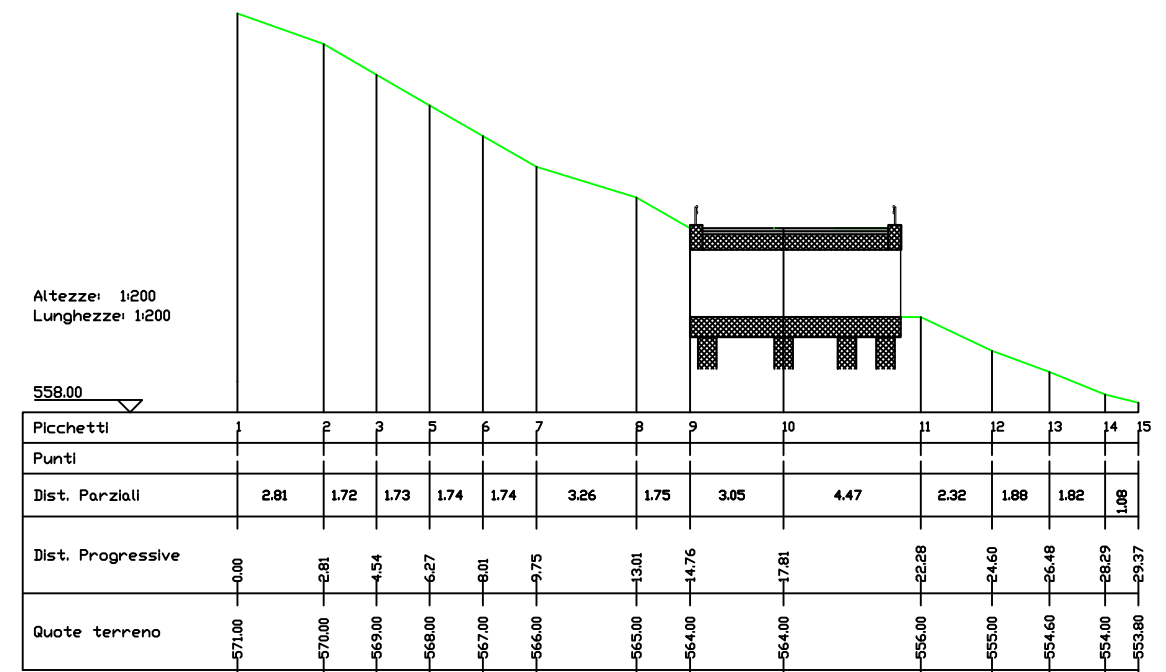 Altezze: 1:200
Lunghezze: 1:200
558.00
Picchetti 1 2 3 5 6 7 8 9 10 11 12 13 14 15
Punti
Dist. Parziali 2.81 1.72 1.73 1.74 1.74 3.26 1.75 3.05 4.47 2.32 1.88 1.82 1.08
Dist. Progressive 0.00 2.81 4.54 6.27 8.01 9.75 13.01 14.76 17.81 22.28 24.60 26.48 28.29 29.37
Quote terreno 571.00 570.00 569.00 568.00 567.00 566.00 565.00 564.00 564.00 556.00 555.00 554.60 554.00 553.80